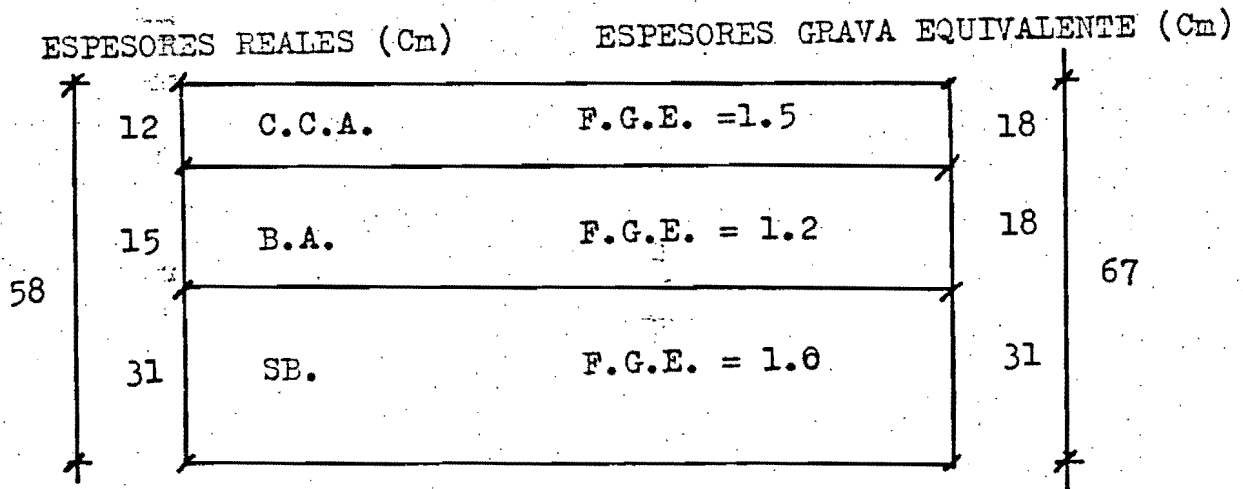 ESPESORES REALES (Cm) ESPESORES GRAVA EQUIVALENTE (Cm)
12 C.C.A. F.G.E. =1.5 18
15 B.A. F.G.E. = 1.2 18
58 67
31 SB. F.G.E. = 1.0 31